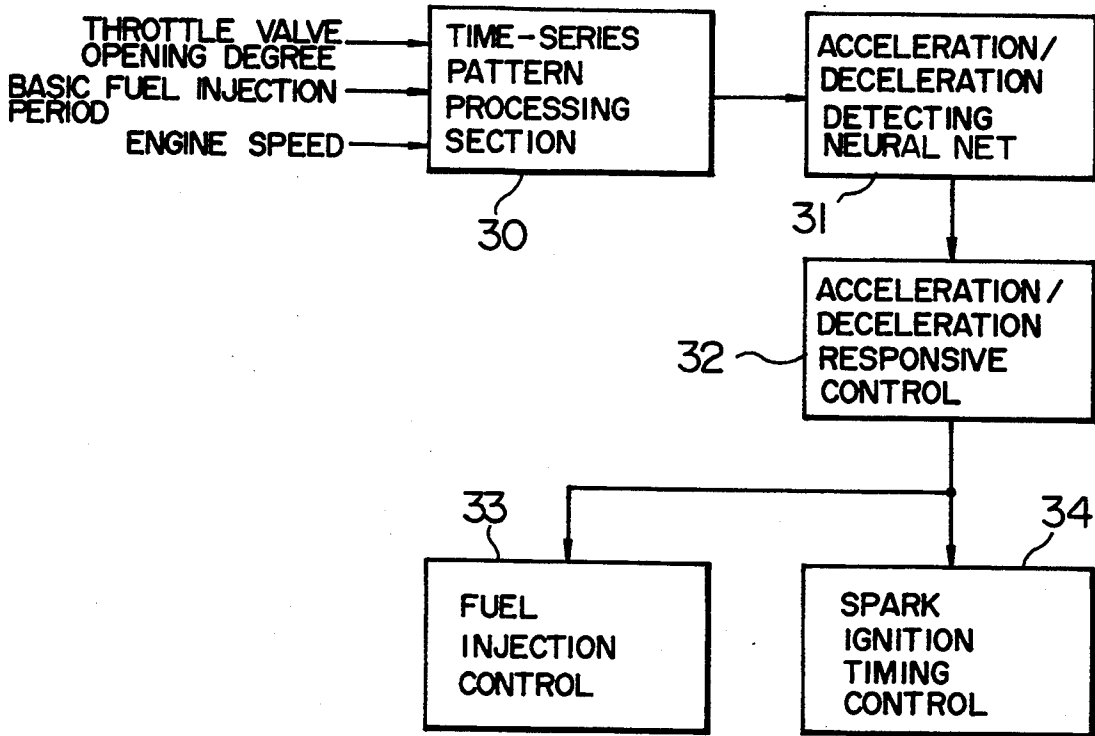 THROTTLE VALVE
OPENING DEGREE
BASIC FUEL INJECTION
PERIOD
ENGINE SPEED
TIME-SERIES
PATTERN
PROCESSING
SECTION
30
ACCELERATION/
DECELERATION
DETECTING
NEURAL NET
31
ACCELERATION/
DECELERATION
RESPONSIVE
CONTROL
32
33
FUEL
INJECTION
CONTROL
34
SPARK
IGNITION
TIMING
CONTROL